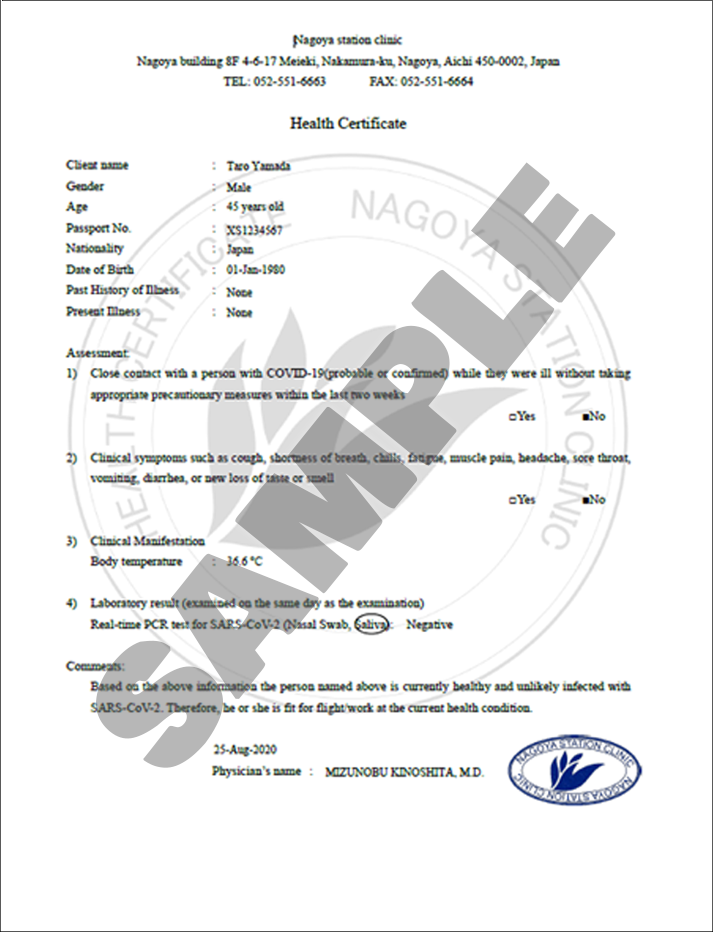 Nagoya station clinic
Nagoya building 8F 4-6-17 Meieki, Nakamura-ku, Nagoya, Aichi 450-0002, Japan
TEL: 052-551-6663 FAX: 052-551-6664
Health Certificate
Client name : Taro Yamada
Gender : Male
Age : 45 years old
Passport No. : XS1234567
Nationality : Japan
Date of Birth : 01-Jan-1980
Past History of Illness : None
Present Illness : None
Assessment:
1) Close contact with a person with COVID-19(probable or confirmed) while they were ill without taking
appropriate precautionary measures within the last two weeks
□Yes ■No
2) Clinical symptoms such as cough, shortness of breath, chills, fatigue, muscle pain, headache, sore throat,
vomiting, diarrhea, or new loss of taste or smell
□Yes ■No
3) Clinical Manifestation
Body temperature : 36.6 °C
4) Laboratory result (examined on the same day as the examination)
Real-time PCR test for SARS-CoV-2 (Nasal Swab, Saliva): Negative
Comments:
Based on the above information the person named above is currently healthy and unlikely infected with
SARS-CoV-2. Therefore, he or she is fit for flight/work at the current health condition.
25-Aug-2020
Physician's name : MIZUNOBU KINOSHITA, M.D.
NAGOYA STATION CLINIC
NAGOYA STATION CLINIC
HEALTH CERTIFICATE
NAGOYA STATION CLINIC
SAMPLE